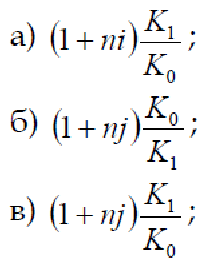 а) (1 + ni) K₁/K₀ ;
б) (1 + nj) K₀/K₁ ;
в) (1 + nj) K₁/K₀ ;